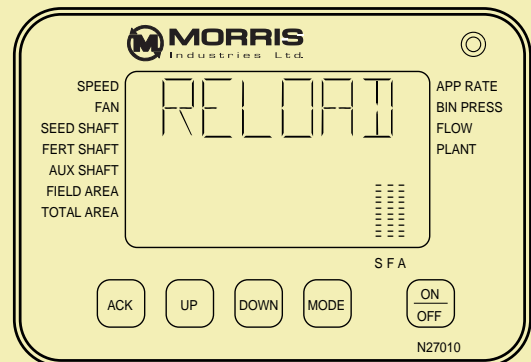 MORRIS
Industries Ltd.
RELOAD
SPEED
FAN
SEED SHAFT
FERT SHAFT
AUX SHAFT
FIELD AREA
TOTAL AREA
APP RATE
BIN PRESS
FLOW
PLANT
S F A
ACK
UP
DOWN
MODE
ON
OFF
N27010